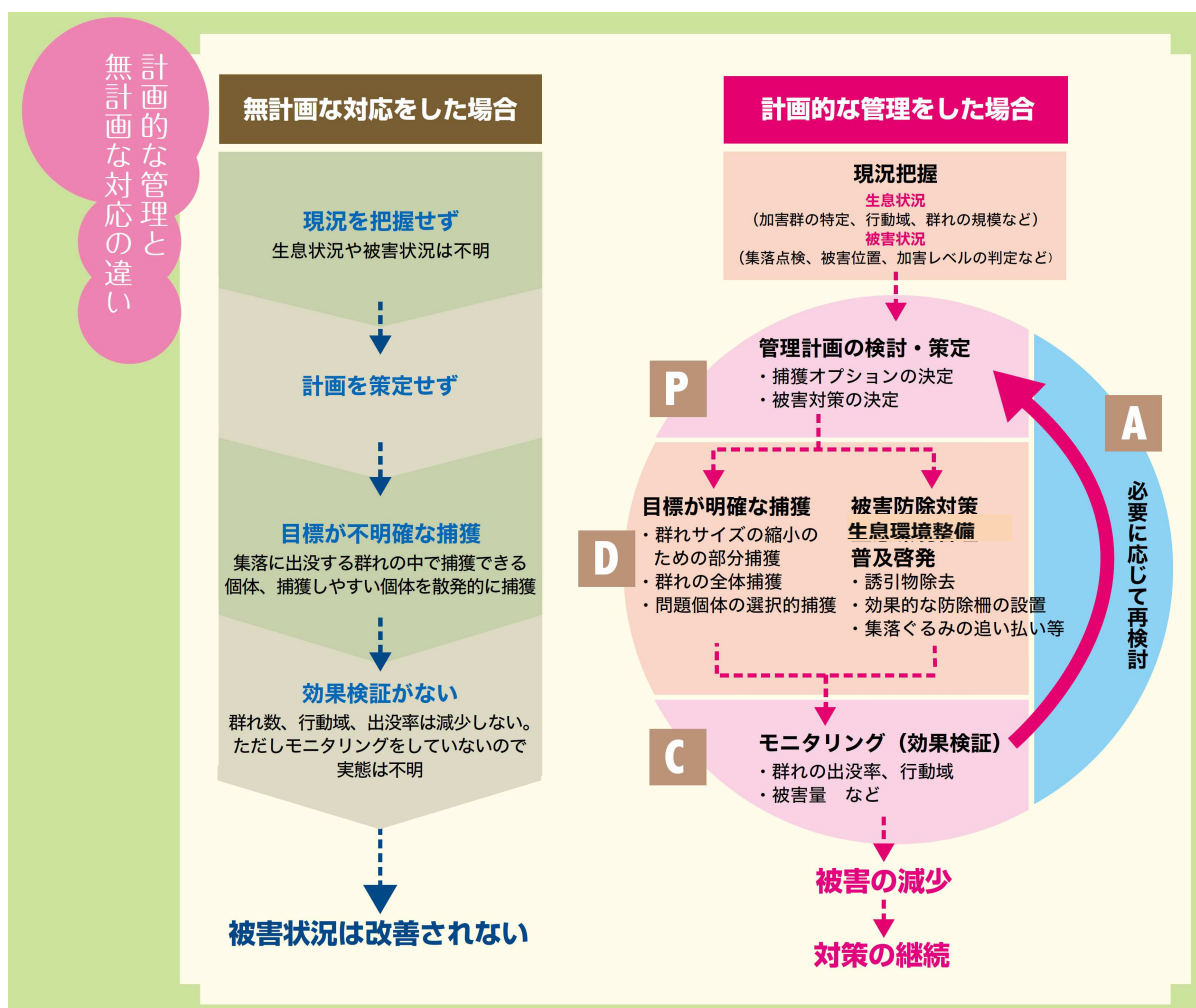 計画的な管理と
無計画な対応の違い
無計画な対応をした場合
現況を把握せず
生息状況や被害状況は不明
計画を策定せず
目標が不明確な捕獲
集落に出没する群れの中で捕獲できる
個体、捕獲しやすい個体を散発的に捕獲
効果検証がない
群れ数、行動域、出没率は減少しない。
ただしモニタリングをしていないので
実態は不明
被害状況は改善されない
計画的な管理をした場合
現況把握
生息状況
（加害群の特定、行動域、群れの規模など）
被害状況
（集落点検、被害位置、加害レベルの判定など）
P
管理計画の検討・策定
・捕獲オプションの決定
・被害対策の決定
D
目標が明確な捕獲
・群れサイズの縮小の
ための部分捕獲
・群れの全体捕獲
・問題個体の選択的捕獲
被害防除対策
生息環境整備
普及啓発
・誘引物除去
・効果的な防除柵の設置
・集落ぐるみの追い払い等
C
モニタリング（効果検証）
・群れの出没率、行動域
・被害量　など
A
必要に応じて再検討
被害の減少
対策の継続